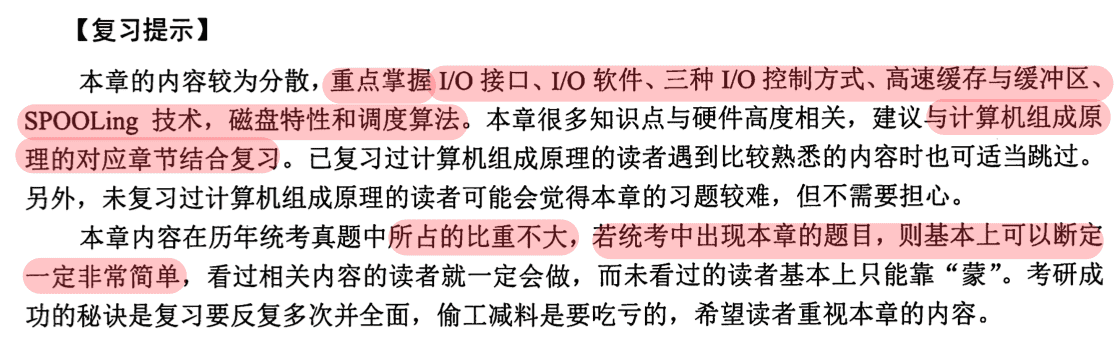 【复习提示】
本章的内容较为分散，重点掌握 I/O 接口、I/O 软件、三种 I/O 控制方式、高速缓存与缓冲区、
SPOOLing 技术，磁盘特性和调度算法。本章很多知识点与硬件高度相关，建议与计算机组成原
理的对应章节结合复习。已复习过计算机组成原理的读者遇到比较熟悉的内容时也可适当跳过。
另外，未复习过计算机组成原理的读者可能会觉得本章的习题较难，但不需要担心。
本章内容在历年统考真题中所占的比重不大，若统考中出现本章的题目，则基本上可以断定
一定非常简单，看过相关内容的读者就一定会做，而未看过的读者基本上只能靠“蒙”。考研成
功的秘诀是复习要反复多次并全面，偷工减料是要吃亏的，希望读者重视本章的内容。